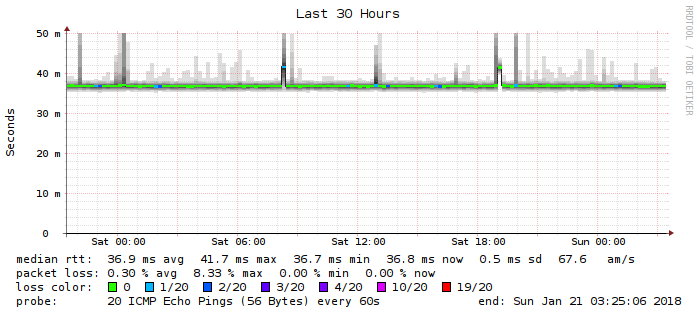 Last 30 Hours
RRDTOOL / TOBI OETIKER
Seconds
50 m
40 m
30 m
20 m
10 m
0
Sat 00:00 Sat 06:00 Sat 12:00 Sat 18:00 Sun 00:00
median rtt: 36.9 ms avg 41.7 ms max 36.7 ms min 36.8 ms now 0.5 ms sd 67.6 am/s
packet loss: 0.30 % avg 8.33 % max 0.00 % min 0.00 % now
loss color: 0 1/20 2/20 3/20 4/20 10/20 19/20
probe: 20 ICMP Echo Pings (56 Bytes) every 60s end: Sun Jan 21 03:25:06 2018